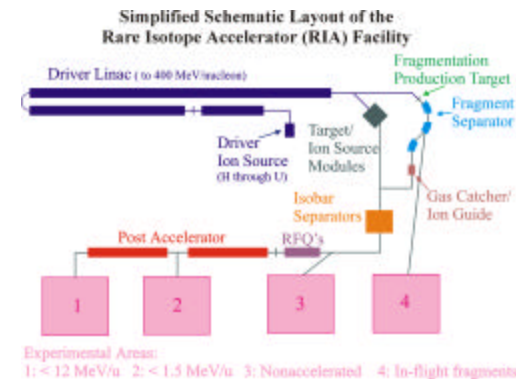 Simplified Schematic Layout of the
Rare Isotope Accelerator (RIA) Facility
Driver Linac ( to 400 MeV/nucleon)
Fragmentation
Production Target
Fragment
Separator
Driver
Ion Source
(H through U)
Target/
Ion Source
Modules
Gas Catcher/
Ion Guide
Isobar
Separators
Post Accelerator
RFQ's
1
2
3
4
Experimental Areas:
1: < 12 MeV/u 2: < 1.5 MeV/u 3: Nonaccelerated 4: In-flight fragments